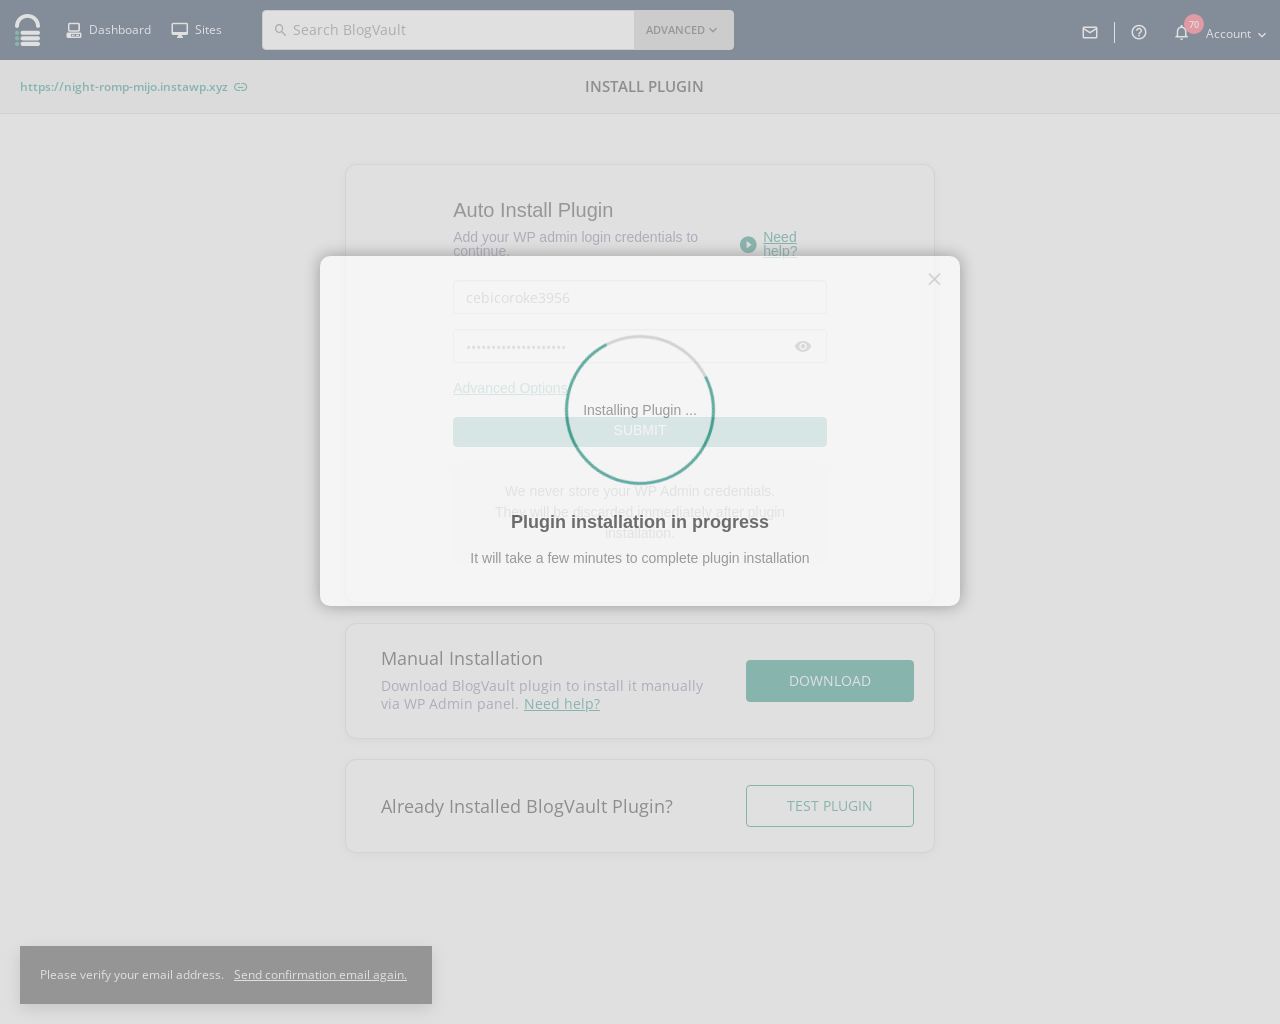 Dashboard
Sites
Search BlogVault
ADVANCED
70
Account
https://night-romp-mijo.instawp.xyz
INSTALL PLUGIN
Auto Install Plugin
Add your WP admin login credentials to continue.
Need help?
cebicoroke3956
••••••••••••••••••••
Advanced Options
Installing Plugin ...
SUBMIT
We never store your WP Admin credentials.
They will be discarded immediately after plugin
installation.
Plugin installation in progress
It will take a few minutes to complete plugin installation
Manual Installation
Download BlogVault plugin to install it manually
via WP Admin panel. Need help?
DOWNLOAD
Already Installed BlogVault Plugin?
TEST PLUGIN
Please verify your email address. Send confirmation email again.